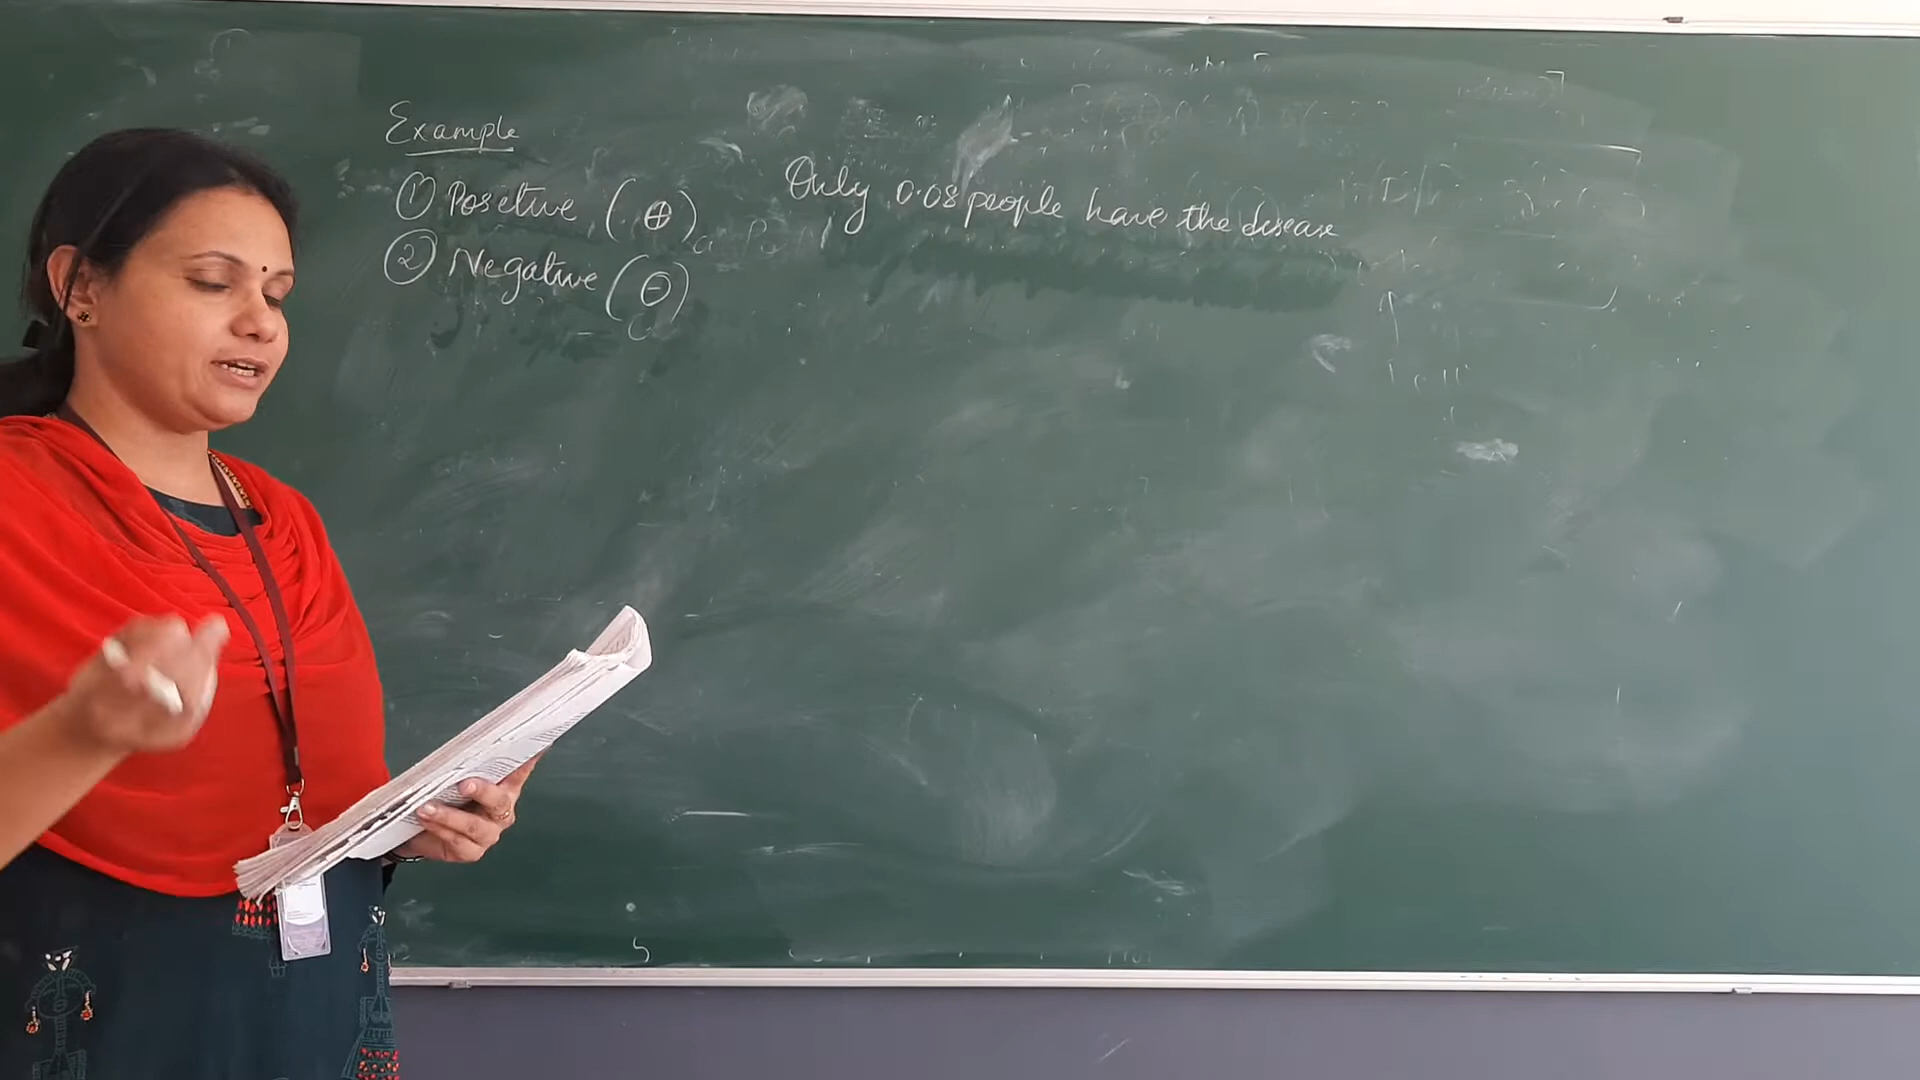 Example
① Positive (⊕)
② Negative (⊖)
Only 0.08 people have the disease